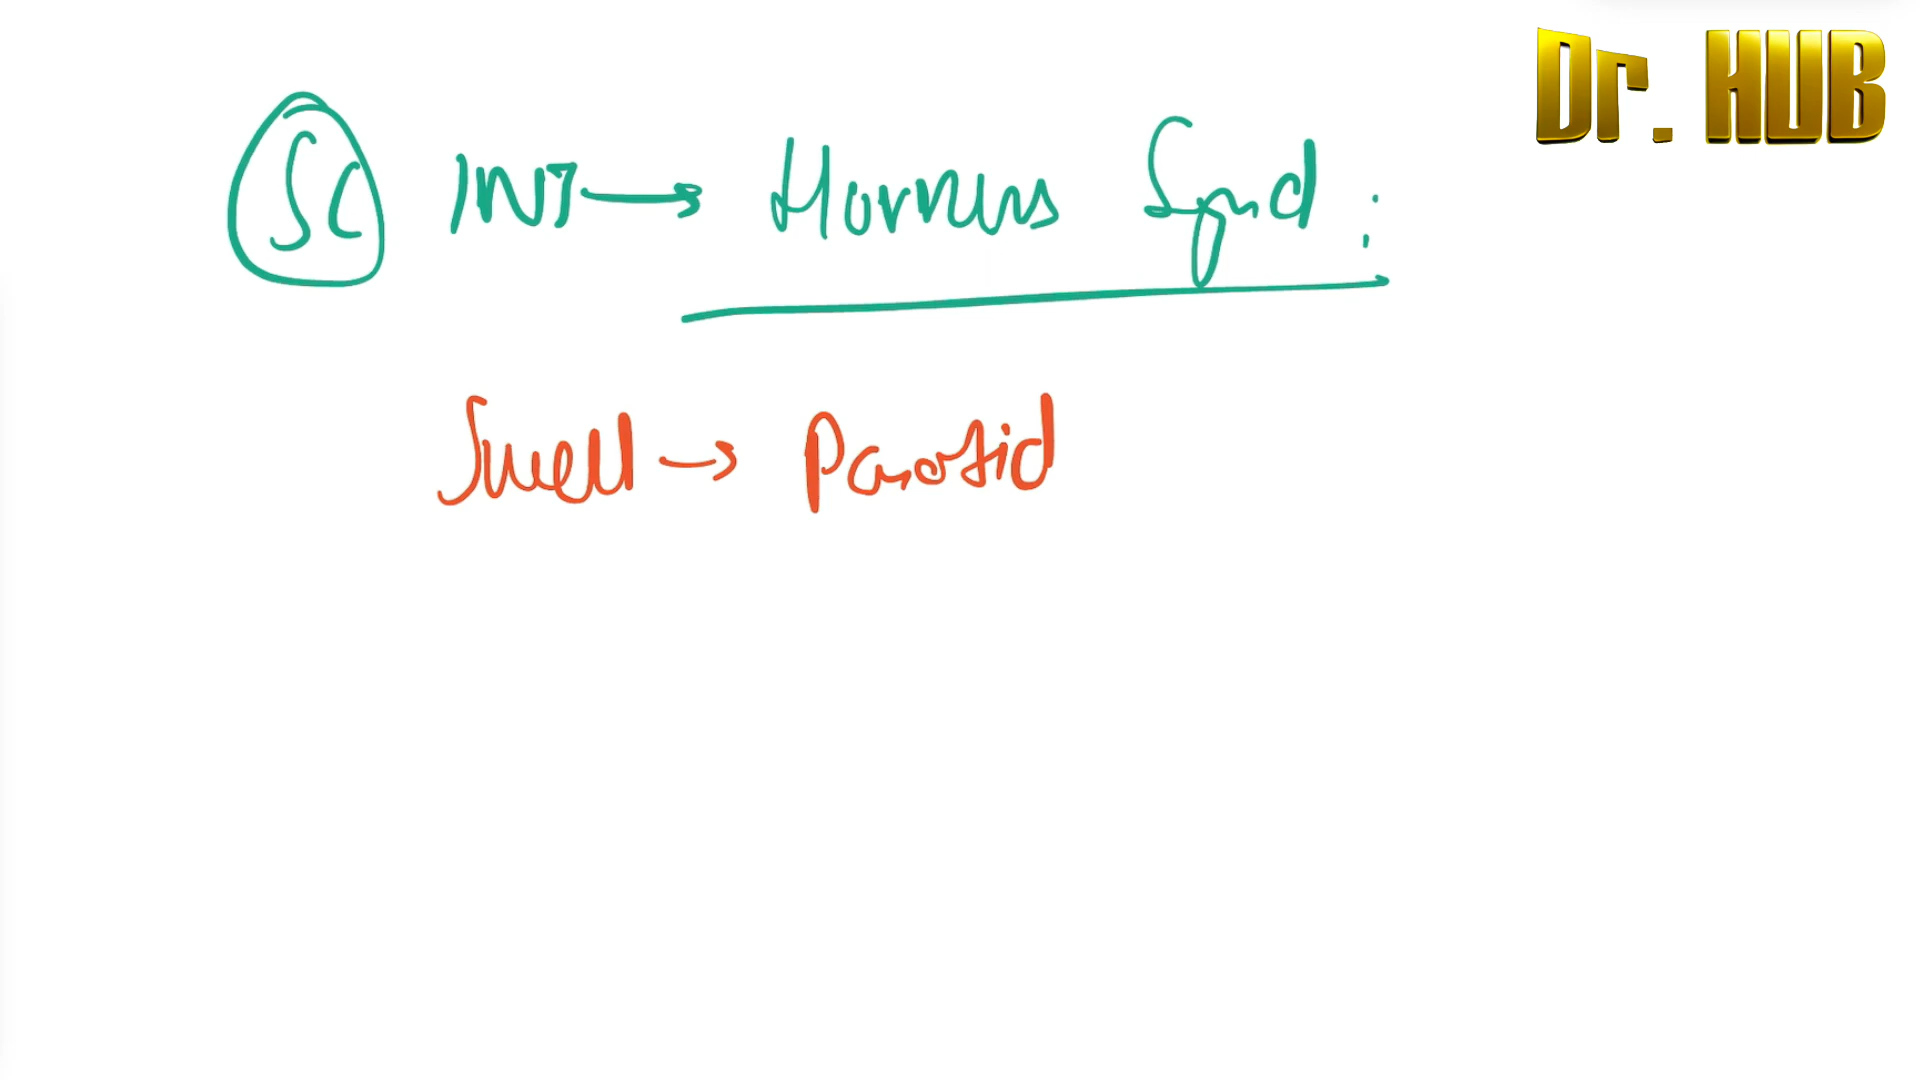 Dr. HUB
SC INJ → Horners Synd :
Swell → Parotid